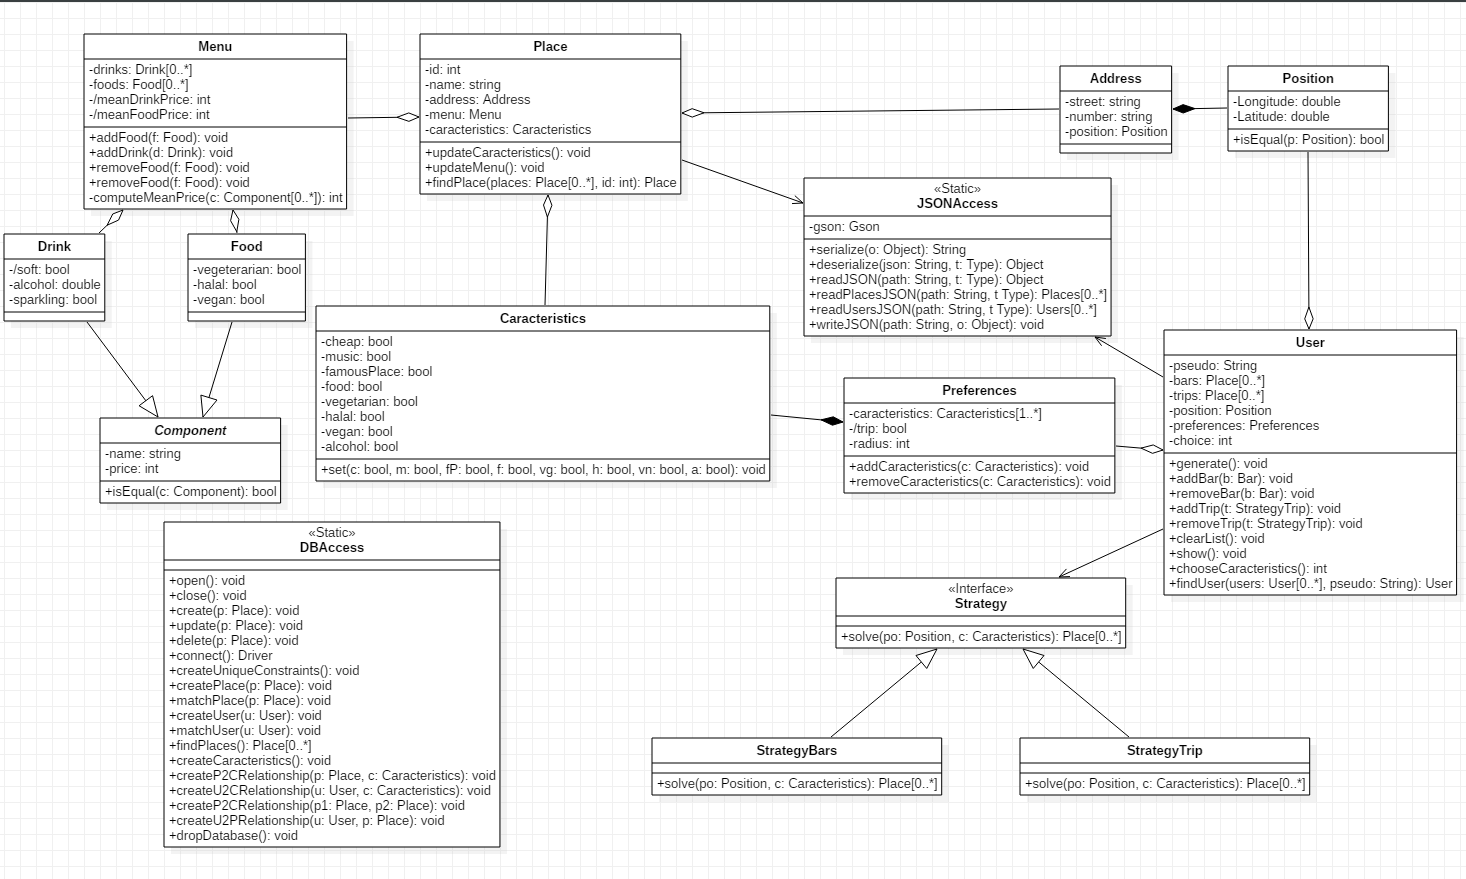 Menu
-drinks: Drink[0..*]
-foods: Food[0..*]
-/meanDrinkPrice: int
-/meanFoodPrice: int
+addFood(f: Food): void
+addDrink(d: Drink): void
+removeFood(f: Food): void
+removeFood(f: Food): void
-computeMeanPrice(c: Component[0..*]): int
Place
-id: int
-name: string
-address: Address
-menu: Menu
-caracteristics: Caracteristics
+updateCaracteristics(): void
+updateMenu(): void
+findPlace(places: Place[0..*], id: int): Place
Address
-street: string
-number: string
-position: Position
Position
-Longitude: double
-Latitude: double
+isEqual(p: Position): bool
«Static»
JSONAccess
-gson: Gson
+serialize(o: Object): String
+deserialize(json: String, t: Type): Object
+readJSON(path: String, t: Type): Object
+readPlacesJSON(path: String, t Type): Places[0..*]
+readUsersJSON(path: String, t Type): Users[0..*]
+writeJSON(path: String, o: Object): void
Drink
-/soft: bool
-alcohol: double
-sparkling: bool
Food
-vegeterarian: bool
-halal: bool
-vegan: bool
Caracteristics
-cheap: bool
-music: bool
-famousPlace: bool
-food: bool
-vegetarian: bool
-halal: bool
-vegan: bool
-alcohol: bool
+set(c: bool, m: bool, fP: bool, f: bool, vg: bool, h: bool, vn: bool, a: bool): void
Preferences
-caracteristics: Caracteristics[1..*]
-/trip: bool
-radius: int
+addCaracteristics(c: Caracteristics): void
+removeCaracteristics(c: Caracteristics): void
User
-pseudo: String
-bars: Place[0..*]
-trips: Place[0..*]
-position: Position
-preferences: Preferences
-choice: int
+generate(): void
+addBar(b: Bar): void
+removeBar(b: Bar): void
+addTrip(t: StrategyTrip): void
+removeTrip(t: StrategyTrip): void
+clearList(): void
+show(): void
+chooseCaracteristics(): int
+findUser(users: User[0..*], pseudo: String): User
Component
-name: string
-price: int
+isEqual(c: Component): bool
«Static»
DBAccess
+open(): void
+close(): void
+create(p: Place): void
+update(p: Place): void
+delete(p: Place): void
+connect(): Driver
+createUniqueConstraints(): void
+createPlace(p: Place): void
+matchPlace(p: Place): void
+createUser(u: User): void
+matchUser(u: User): void
+findPlaces(): Place[0..*]
+createCaracteristics(): void
+createP2CRelationship(p: Place, c: Caracteristics): void
+createU2CRelationship(u: User, c: Caracteristics): void
+createP2CRelationship(p1: Place, p2: Place): void
+createU2PRelationship(u: User, p: Place): void
+dropDatabase(): void
«Interface»
Strategy
+solve(po: Position, c: Caracteristics): Place[0..*]
StrategyBars
+solve(po: Position, c: Caracteristics): Place[0..*]
StrategyTrip
+solve(po: Position, c: Caracteristics): Place[0..*]